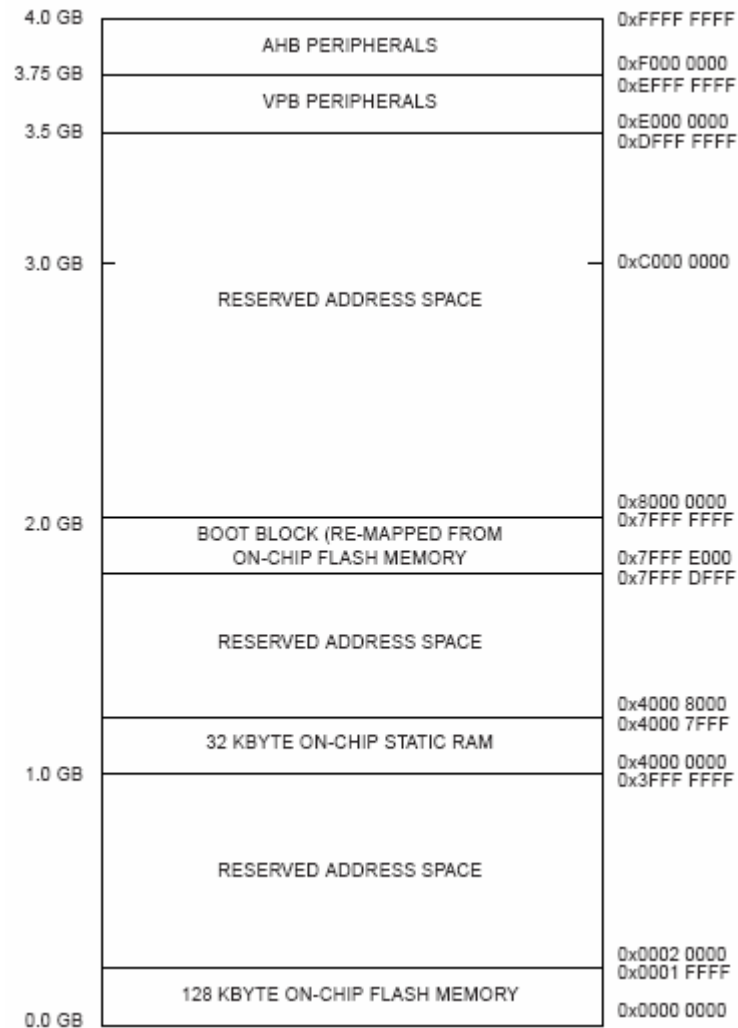 4.0 GB
0xFFFF FFFF
AHB PERIPHERALS
0xF000 0000
3.75 GB
0xEFFF FFFF
VPB PERIPHERALS
0xE000 0000
3.5 GB
0xDFFF FFFF
3.0 GB
0xC000 0000
RESERVED ADDRESS SPACE
0x8000 0000
2.0 GB
0x7FFF FFFF
BOOT BLOCK (RE-MAPPED FROM
ON-CHIP FLASH MEMORY
0x7FFF E000
0x7FFF DFFF
RESERVED ADDRESS SPACE
0x4000 8000
0x4000 7FFF
32 KBYTE ON-CHIP STATIC RAM
0x4000 0000
1.0 GB
0x3FFF FFFF
RESERVED ADDRESS SPACE
0x0002 0000
0x0001 FFFF
128 KBYTE ON-CHIP FLASH MEMORY
0x0000 0000
0.0 GB